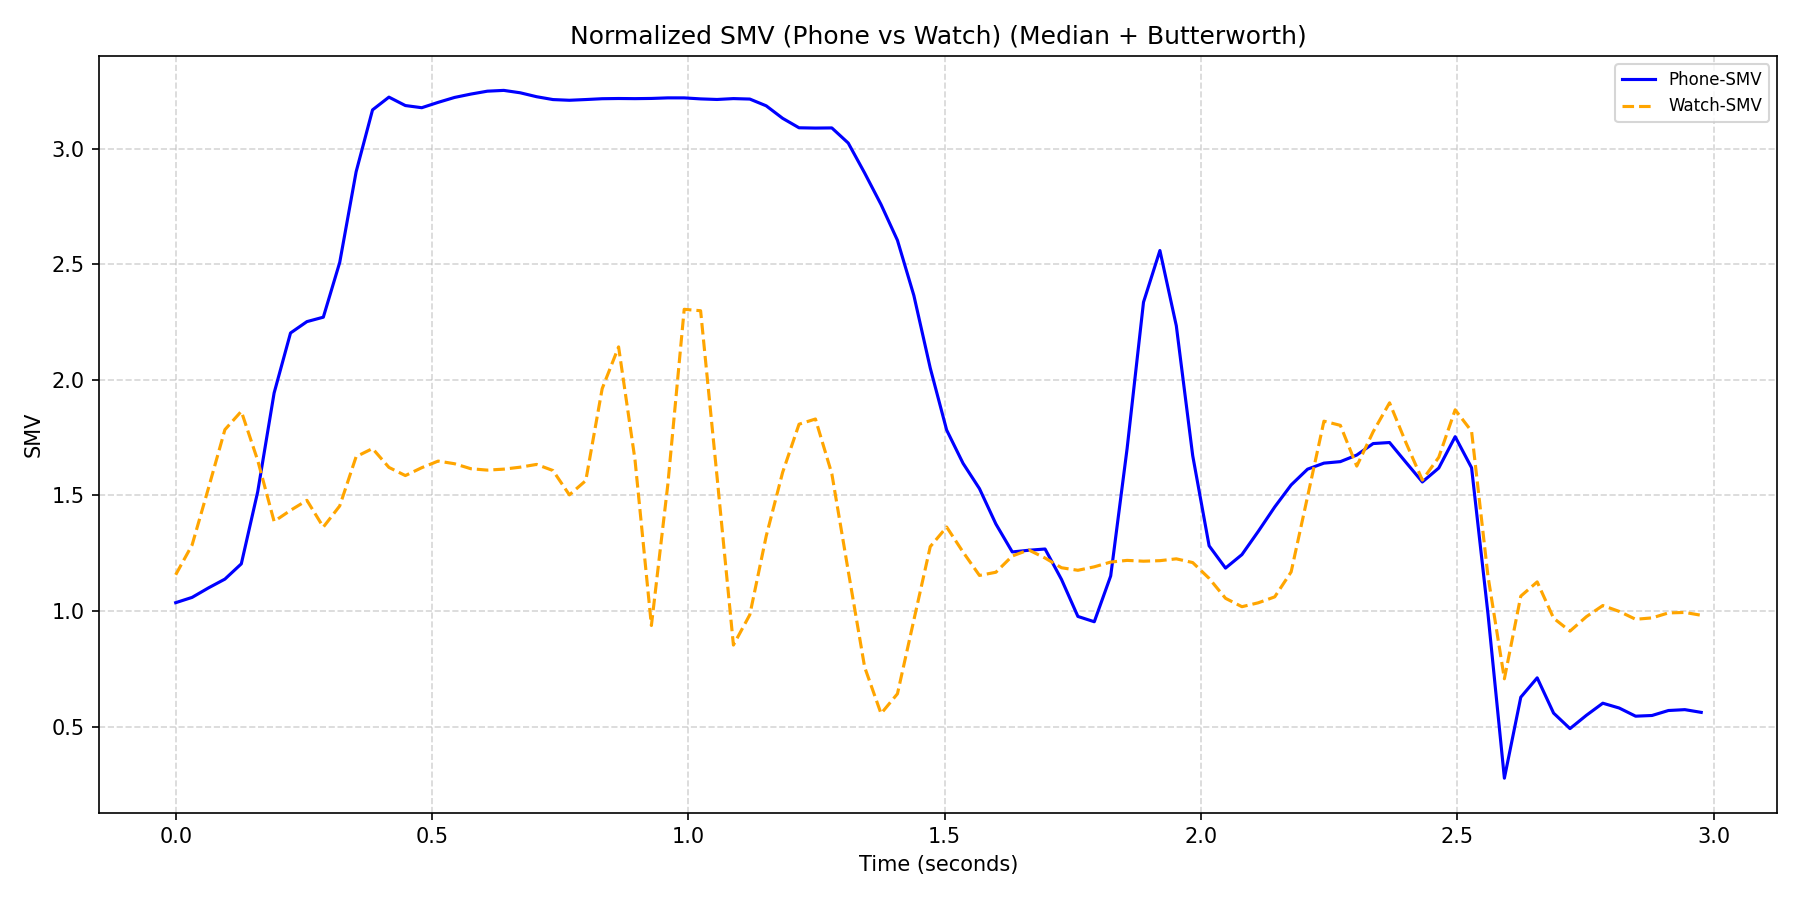 Normalized SMV (Phone vs Watch) (Median + Butterworth)
Phone-SMV
Watch-SMV
SMV
3.0
2.5
2.0
1.5
1.0
0.5
0.0 0.5 1.0 1.5 2.0 2.5 3.0
Time (seconds)